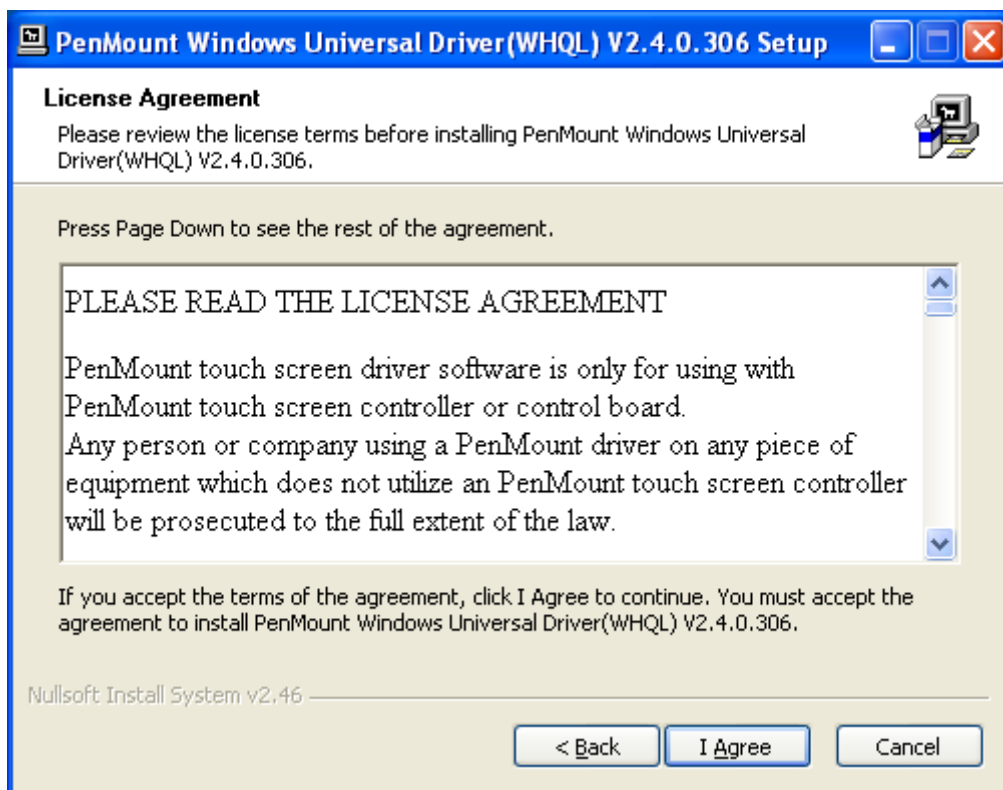 PenMount Windows Universal Driver(WHQL) V2.4.0.306 Setup
License Agreement
Please review the license terms before installing PenMount Windows Universal
Driver(WHQL) V2.4.0.306.
Press Page Down to see the rest of the agreement.
PLEASE READ THE LICENSE AGREEMENT
PenMount touch screen driver software is only for using with
PenMount touch screen controller or control board.
Any person or company using a PenMount driver on any piece of
equipment which does not utilize an PenMount touch screen controller
will be prosecuted to the full extent of the law.
If you accept the terms of the agreement, click I Agree to continue. You must accept the
agreement to install PenMount Windows Universal Driver(WHQL) V2.4.0.306.
Nullsoft Install System v2.46
< Back
I Agree
Cancel